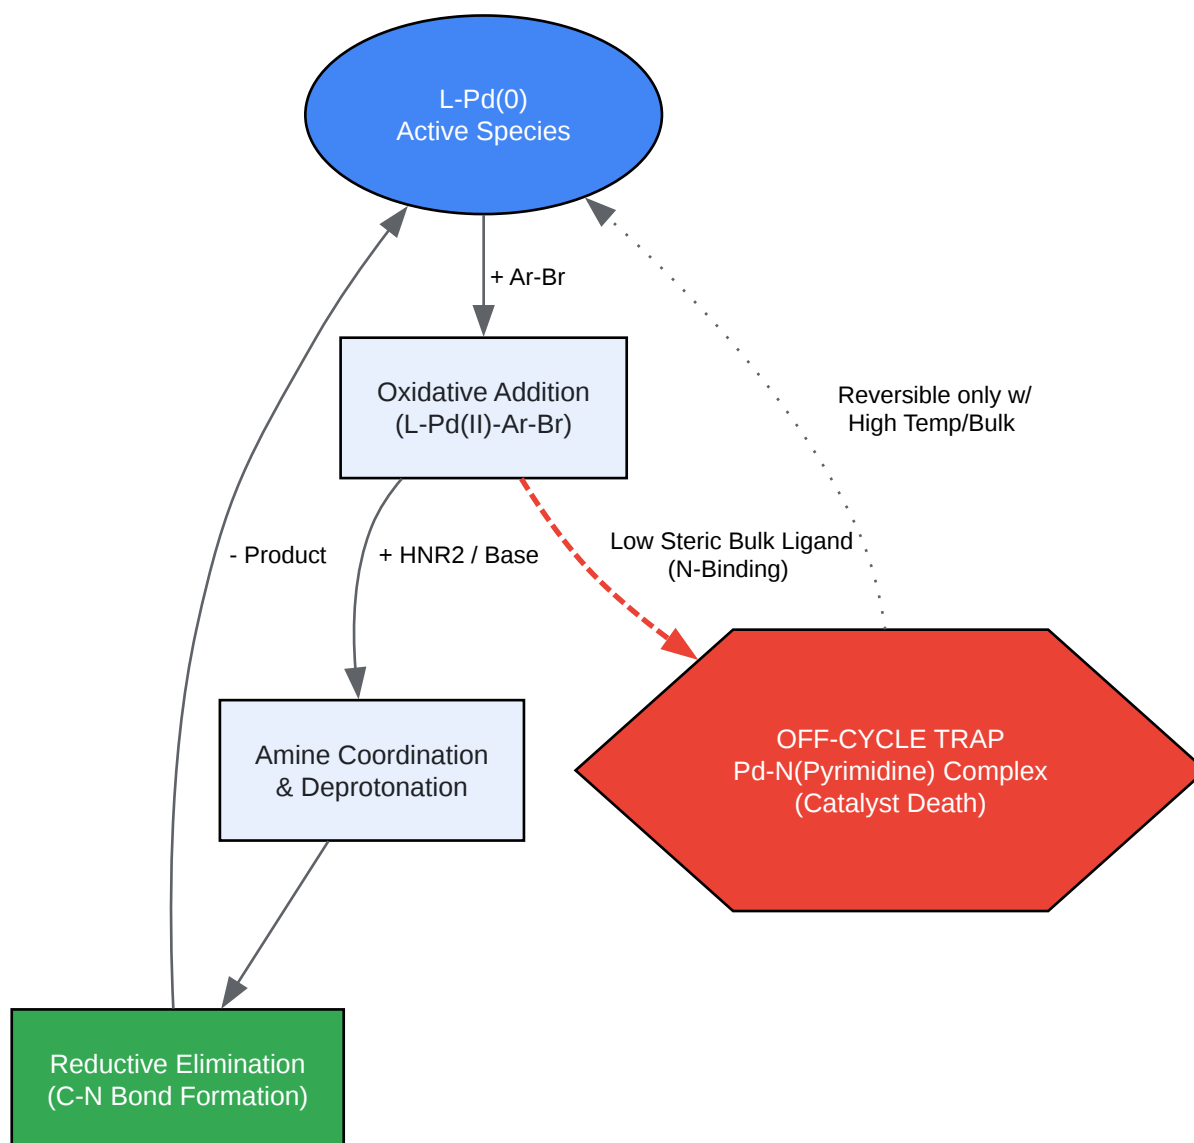 L-Pd(0)
Active Species
+ Ar-Br
Oxidative Addition
(L-Pd(II)-Ar-Br)
Reversible only w/
High Temp/Bulk
- Product
+ HNR2 / Base
Low Steric Bulk Ligand
(N-Binding)
Amine Coordination
& Deprotonation
OFF-CYCLE TRAP
Pd-N(Pyrimidine) Complex
(Catalyst Death)
Reductive Elimination
(C-N Bond Formation)